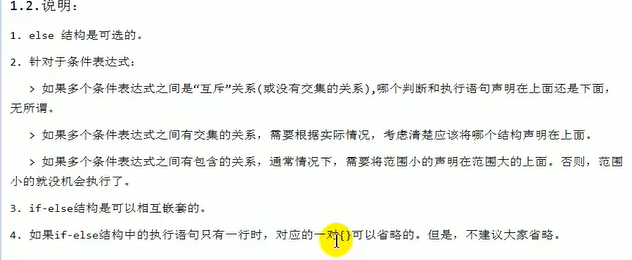 1.2.说明:
1. else 结构是可选的。
2. 针对于条件表达式:
> 如果多个条件表达式之间是“互斥”关系(或没有交集的关系),哪个判断和执行语句声明在上面还是下面,
无所谓。
> 如果多个条件表达式之间有交集的关系，需要根据实际情况，考虑清楚应该将哪个结构声明在上面。
> 如果多个条件表达式之间有包含的关系，通常情况下，需要将范围小的声明在范围大的上面。否则，范围
小的就没机会执行了。
3. if-else结构是可以相互嵌套的。
4. 如果if-else结构中的执行语句只有一行时，对应的一对{}可以省略的。但是，不建议大家省略。